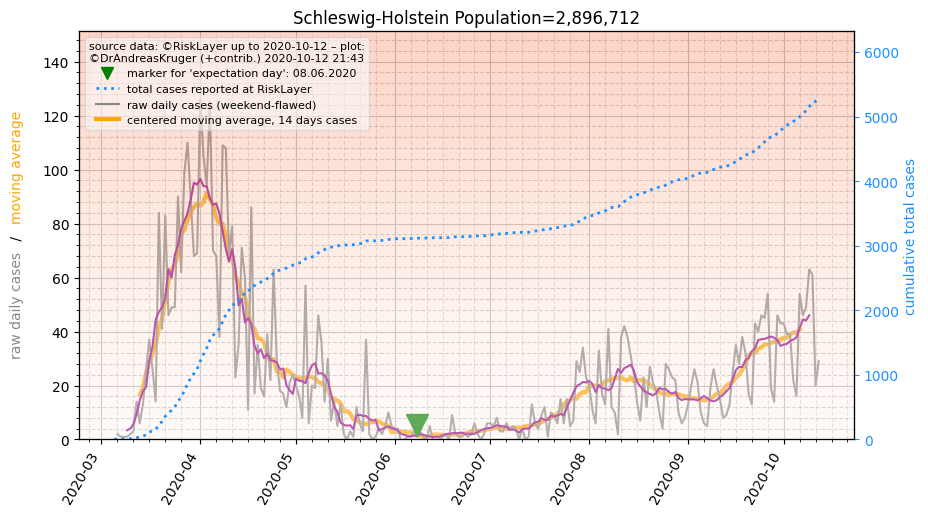 Schleswig-Holstein Population=2,896,712
source data: ©RiskLayer up to 2020-10-12 – plot:
©DrAndreasKruger (+contrib.) 2020-10-12 21:43
marker for 'expectation day': 08.06.2020
total cases reported at RiskLayer
raw daily cases (weekend-flawed)
centered moving average, 14 days cases
raw daily cases / moving average
140
120
100
80
60
40
20
0
6000
5000
4000
3000
2000
1000
0
cumulative total cases
2020-03
2020-04
2020-05
2020-06
2020-07
2020-08
2020-09
2020-10